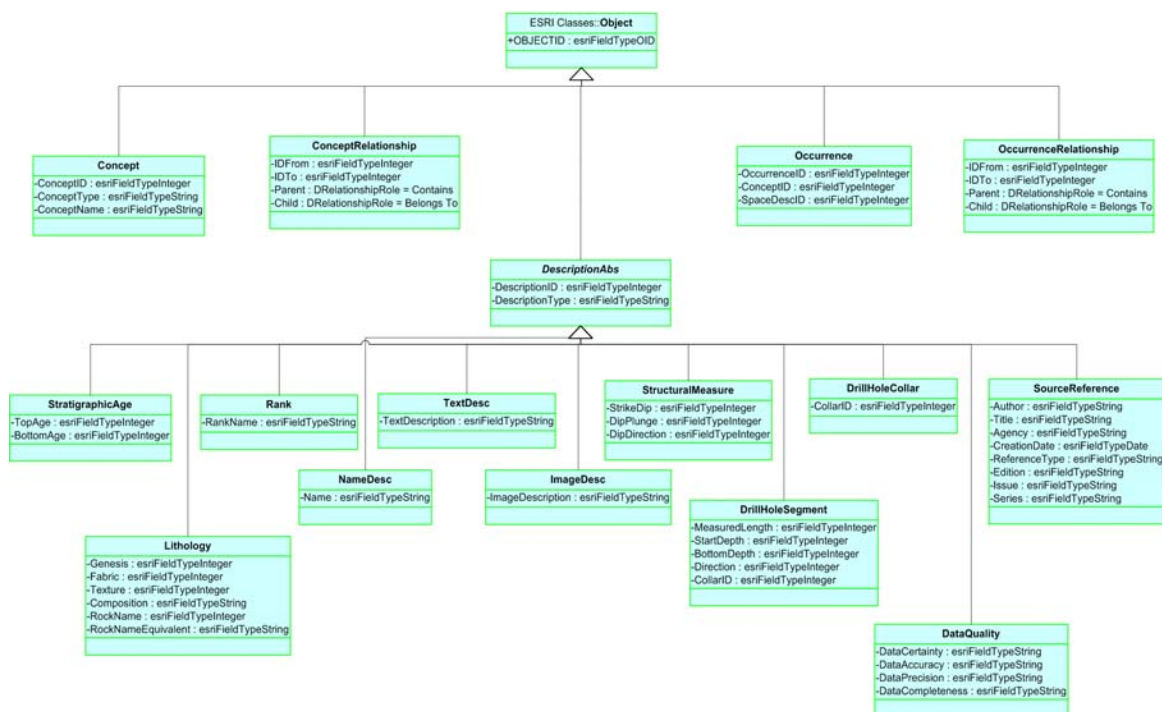 ESRI Classes::Object
+OBJECTID : esriFieldTypeOID
Concept
-ConceptID : esriFieldTypeInteger
-ConceptType : esriFieldTypeString
-ConceptName : esriFieldTypeString
ConceptRelationship
-IDFrom : esriFieldTypeInteger
-IDTo : esriFieldTypeInteger
-Parent : DRelationshipRole = Contains
-Child : DRelationshipRole = Belongs To
Occurrence
-OccurrenceID : esriFieldTypeInteger
-ConceptID : esriFieldTypeInteger
-SpaceDescID : esriFieldTypeInteger
OccurrenceRelationship
-IDFrom : esriFieldTypeInteger
-IDTo : esriFieldTypeInteger
-Parent : DRelationshipRole = Contains
-Child : DRelationshipRole = Belongs To
DescriptionAbs
-DescriptionID : esriFieldTypeInteger
-DescriptionType : esriFieldTypeString
StratigraphicAge
-TopAge : esriFieldTypeInteger
-BottomAge : esriFieldTypeInteger
Rank
-RankName : esriFieldTypeString
TextDesc
-TextDescription : esriFieldTypeString
StructuralMeasure
-StrikeDip : esriFieldTypeInteger
-DipPlunge : esriFieldTypeInteger
-DipDirection : esriFieldTypeInteger
DrillHoleCollar
-CollarID : esriFieldTypeInteger
SourceReference
-Author : esriFieldTypeString
-Title : esriFieldTypeString
-Agency : esriFieldTypeString
-CreationDate : esriFieldTypeDate
-ReferenceType : esriFieldTypeString
-Edition : esriFieldTypeString
-Issue : esriFieldTypeString
-Series : esriFieldTypeString
NameDesc
-Name : esriFieldTypeString
ImageDesc
-ImageDescription : esriFieldTypeString
DrillHoleSegment
-MeasuredLength : esriFieldTypeInteger
-StartDepth : esriFieldTypeInteger
-BottomDepth : esriFieldTypeInteger
-Direction : esriFieldTypeInteger
-CollarID : esriFieldTypeInteger
Lithology
-Genesis : esriFieldTypeInteger
-Fabric : esriFieldTypeInteger
-Texture : esriFieldTypeInteger
-Composition : esriFieldTypeString
-RockName : esriFieldTypeInteger
-RockNameEquivalent : esriFieldTypeString
DataQuality
-DataCertainty : esriFieldTypeString
-DataAccuracy : esriFieldTypeString
-DataPrecision : esriFieldTypeString
-DataCompleteness : esriFieldTypeString